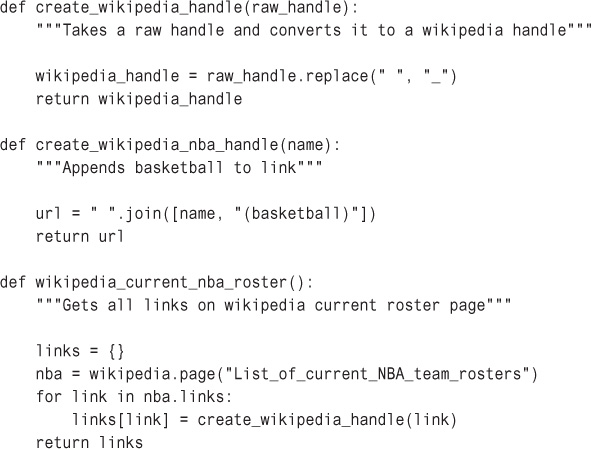 def create_wikipedia_handle(raw_handle):
    """Takes a raw handle and converts it to a wikipedia handle"""

    wikipedia_handle = raw_handle.replace(" ", "_")
    return wikipedia_handle

def create_wikipedia_nba_handle(name):
    """Appends basketball to link"""

    url = " ".join([name, "(basketball)"])
    return url

def wikipedia_current_nba_roster():
    """Gets all links on wikipedia current roster page"""

    links = {}
    nba = wikipedia.page("List_of_current_NBA_team_rosters")
    for link in nba.links:
        links[link] = create_wikipedia_handle(link)
    return links